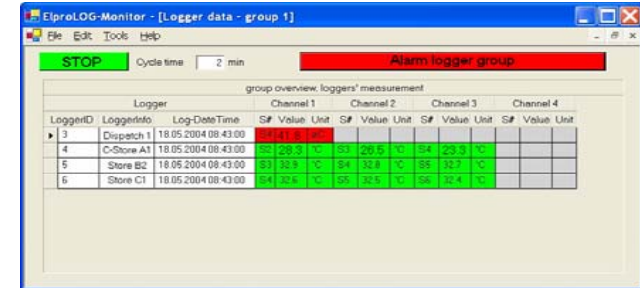 ElproLOG-Monitor - [Logger data - group 1]
File Edit Tools Help
STOP Cycle time 2 min Alarm logger group
group overview: loggers' measurement
Logger Channel 1 Channel 2 Channel 3 Channel 4
LoggerID LoggerInfo Log-DateTime S# Value Unit S# Value Unit S# Value Unit S# Value Unit
3 Dispatch 1 18.05.2004 08:43:00 S4 41.8 °C
4 C-Store A1 18.05.2004 08:43:00 S2 28.3 °C S3 26.5 °C S4 23.3 °C
5 Store B2 18.05.2004 08:43:00 S3 32.9 °C S4 32.8 °C S5 32.7 °C
6 Store C1 18.05.2004 08:43:00 S4 32.6 °C S5 32.5 °C S6 32.4 °C